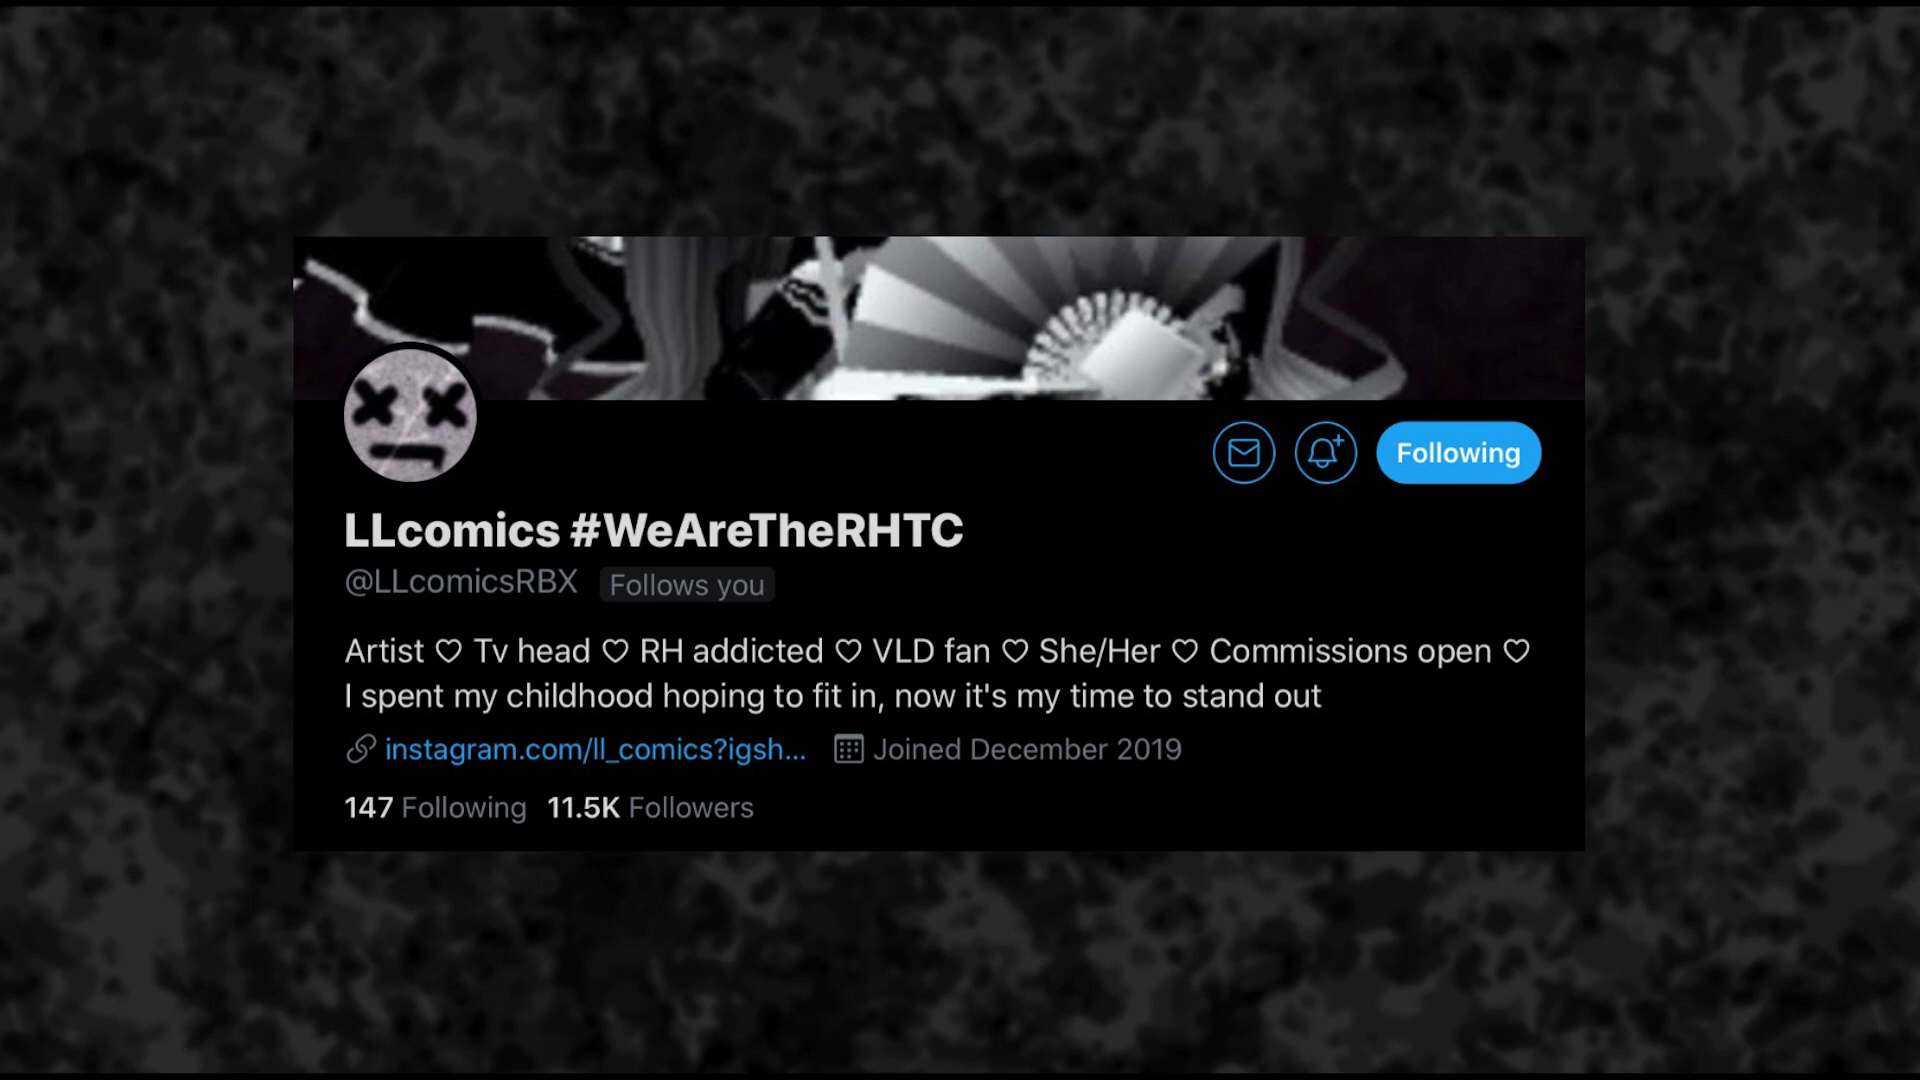 Following
LLcomics #WeAreTheRHTC
@LLcomicsRBX Follows you
Artist ♡ Tv head ♡ RH addicted ♡ VLD fan ♡ She/Her ♡ Commissions open ♡
I spent my childhood hoping to fit in, now it's my time to stand out
instagram.com/ll_comics?igsh... Joined December 2019
147 Following 11.5K Followers